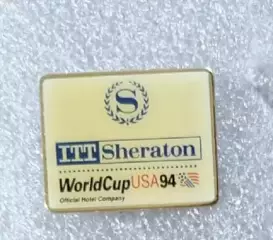 S
ITT Sheraton
WorldCupUSA94
Official Hotel Company